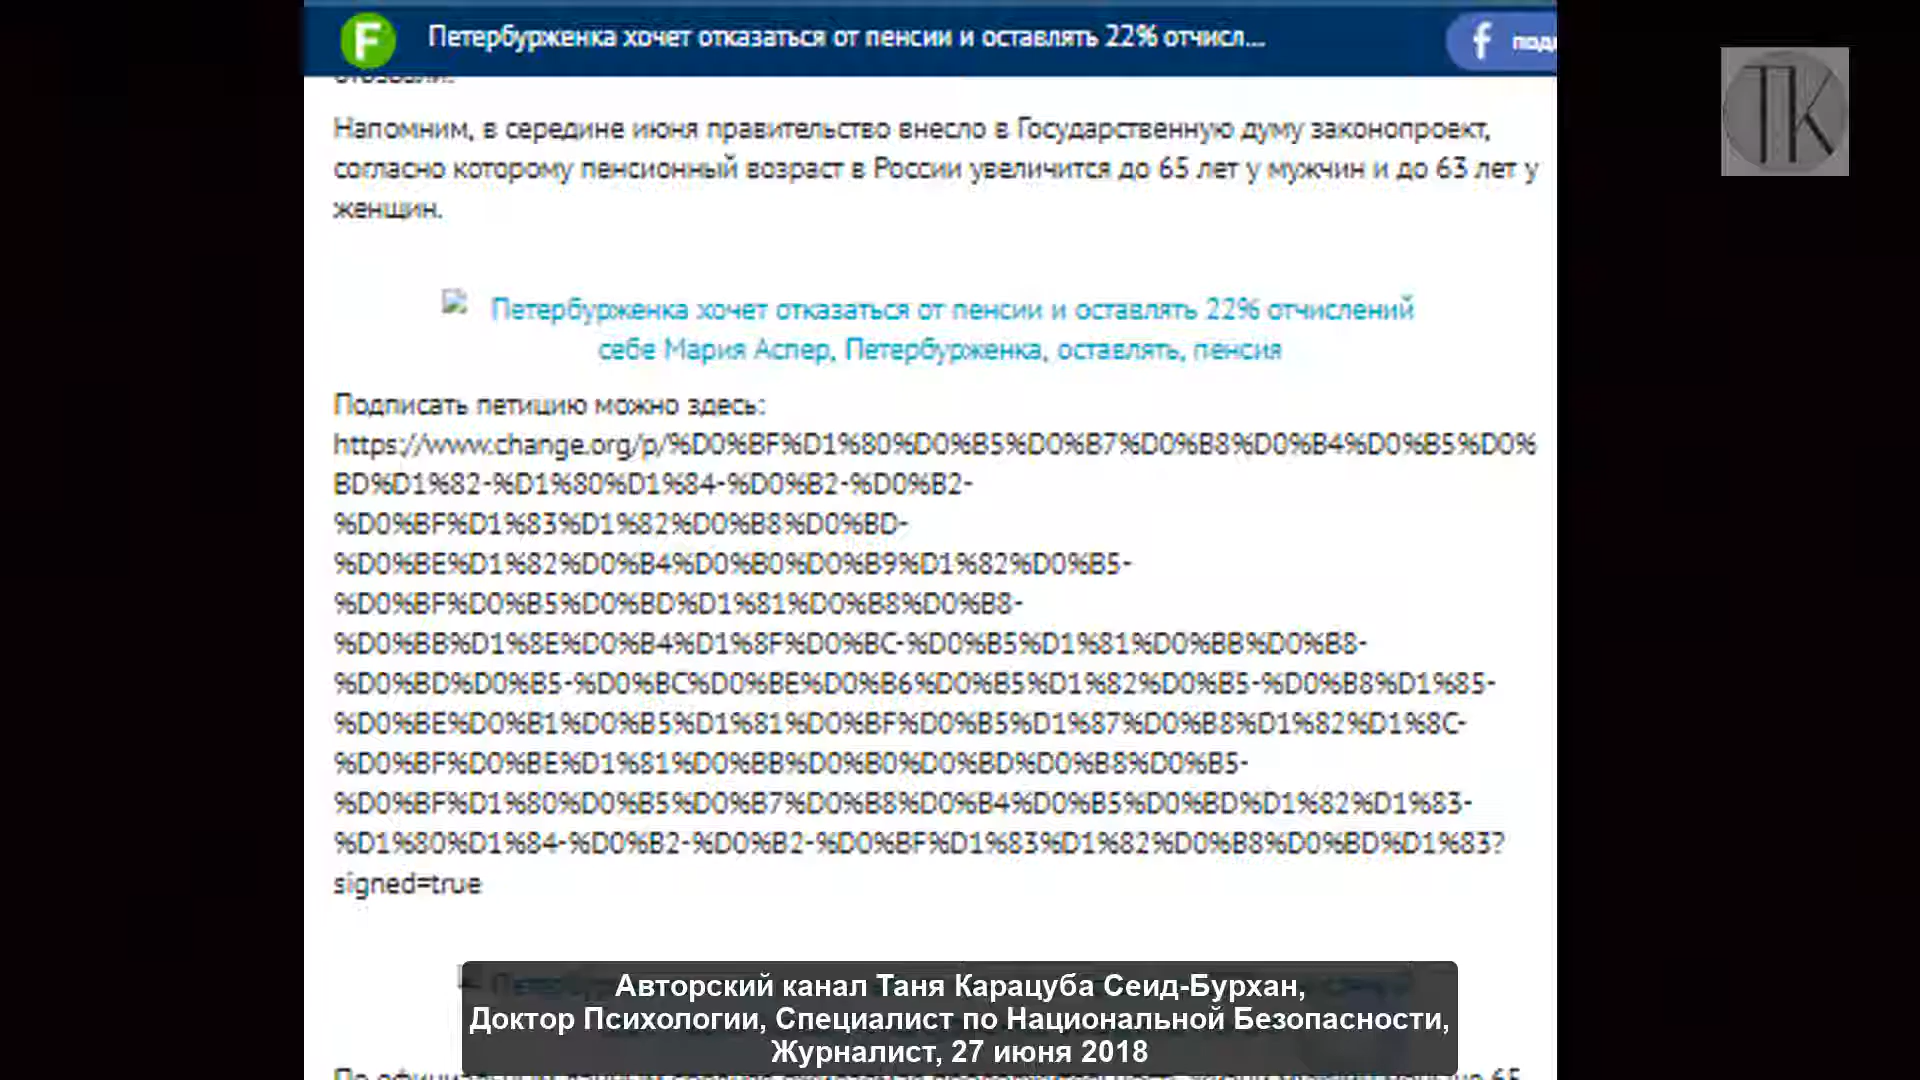 F Петербурженка хочет отказаться от пенсии и оставлять 22% отчисл...
f
ТК
Напомним, в середине июня правительство внесло в Государственную думу законопроект,
согласно которому пенсионный возраст в России увеличится до 65 лет у мужчин и до 63 лет у
женщин.
Петербурженка хочет отказаться от пенсии и оставлять 22% отчислений
себе Мария Аспер, Петербурженка, оставлять, пенсия
Подписать петицию можно здесь:
https://www.change.org/p/%D0%BF%D1%80%D0%B5%D0%B7%D0%B8%D0%B4%D0%B5%D0%
BD%D1%82-%D1%80%D1%84-%D0%B2-%D0%B2-
%D0%BF%D1%83%D1%82%D0%B8%D0%BD-
%D0%BE%D1%82%D0%B4%D0%B0%D0%B9%D1%82%D0%B5-
%D0%BF%D0%B5%D0%BD%D1%81%D0%B8%D0%B8-
%D0%BB%D1%8E%D0%B4%D1%8F%D0%BC-%D0%B5%D1%81%D0%BB%D0%B8-
%D0%BD%D0%B5-%D0%BC%D0%BE%D0%B6%D0%B5%D1%82%D0%B5-%D0%B8%D1%85-
%D0%BE%D0%B1%D0%B5%D1%81%D0%BF%D0%B5%D1%87%D0%B8%D1%82%D1%8C-
%D0%BF%D0%BE%D1%81%D0%BB%D0%B0%D0%BD%D0%B8%D0%B5-
%D0%BF%D1%80%D0%B5%D0%B7%D0%B8%D0%B4%D0%B5%D0%BD%D1%82%D1%83-
%D1%80%D1%84-%D0%B2-%D0%B2-%D0%BF%D1%83%D1%82%D0%B8%D0%BD%D1%83?
signed=true
Авторский канал Таня Карацуба Сеид-Бурхан,
Доктор Психологии, Специалист по Национальной Безопасности,
Журналист, 27 июня 2018